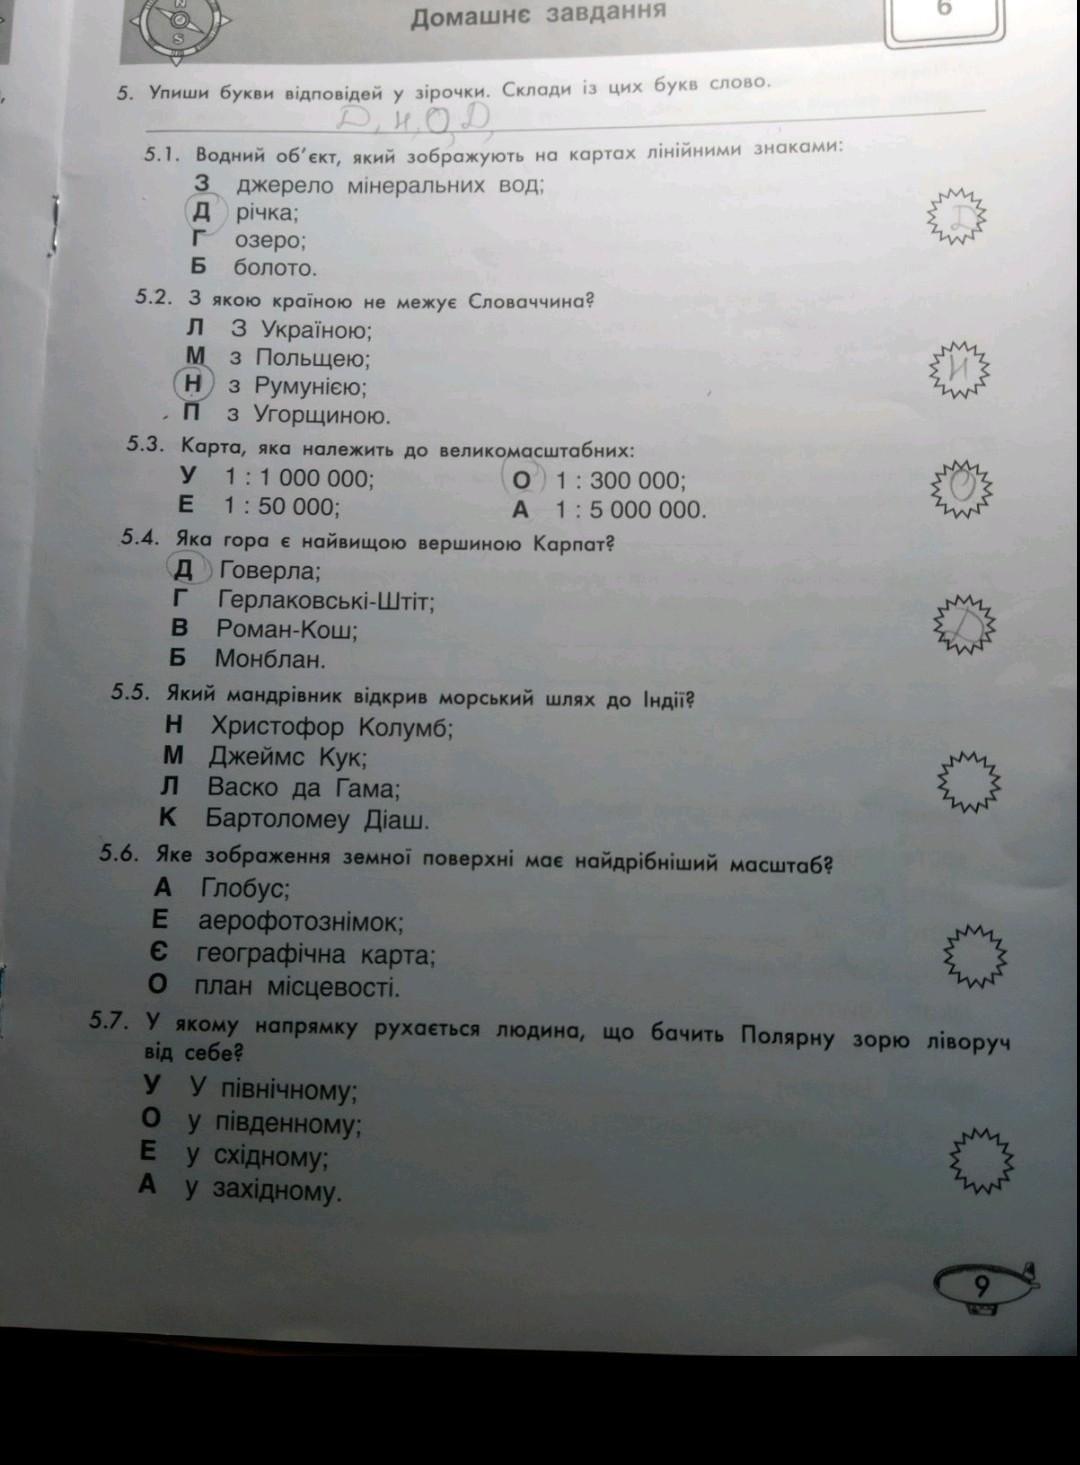 N
S
Домашнє завдання
6
5. Упиши букви відповідей у зірочки. Склади із цих букв слово.
Д, Н, О, Д,
5.1. Водний об'єкт, який зображують на картах лінійними знаками:
З джерело мінеральних вод;
Д річка;
Д
Г озеро;
Б болото.
5.2. З якою країною не межує Словаччина?
Л З Україною;
М з Польщею;
Н з Румунією;
Н
П з Угорщиною.
5.3. Карта, яка належить до великомасштабних:
У 1 : 1 000 000; О 1 : 300 000;
О
Е 1 : 50 000; А 1 : 5 000 000.
5.4. Яка гора є найвищою вершиною Карпат?
Д Говерла;
Г Герлаковські-Штіт;
В Роман-Кош;
Д
Б Монблан.
5.5. Який мандрівник відкрив морський шлях до Індії?
Н Христофор Колумб;
М Джеймс Кук;
Л Васко да Гама;
К Бартоломеу Діаш.
5.6. Яке зображення земної поверхні має найдрібніший масштаб?
А Глобус;
Е аерофотознімок;
Є географічна карта;
О план місцевості.
5.7. У якому напрямку рухається людина, що бачить Полярну зорю ліворуч
від себе?
У У північному;
О у південному;
Е у східному;
А у західному.
9